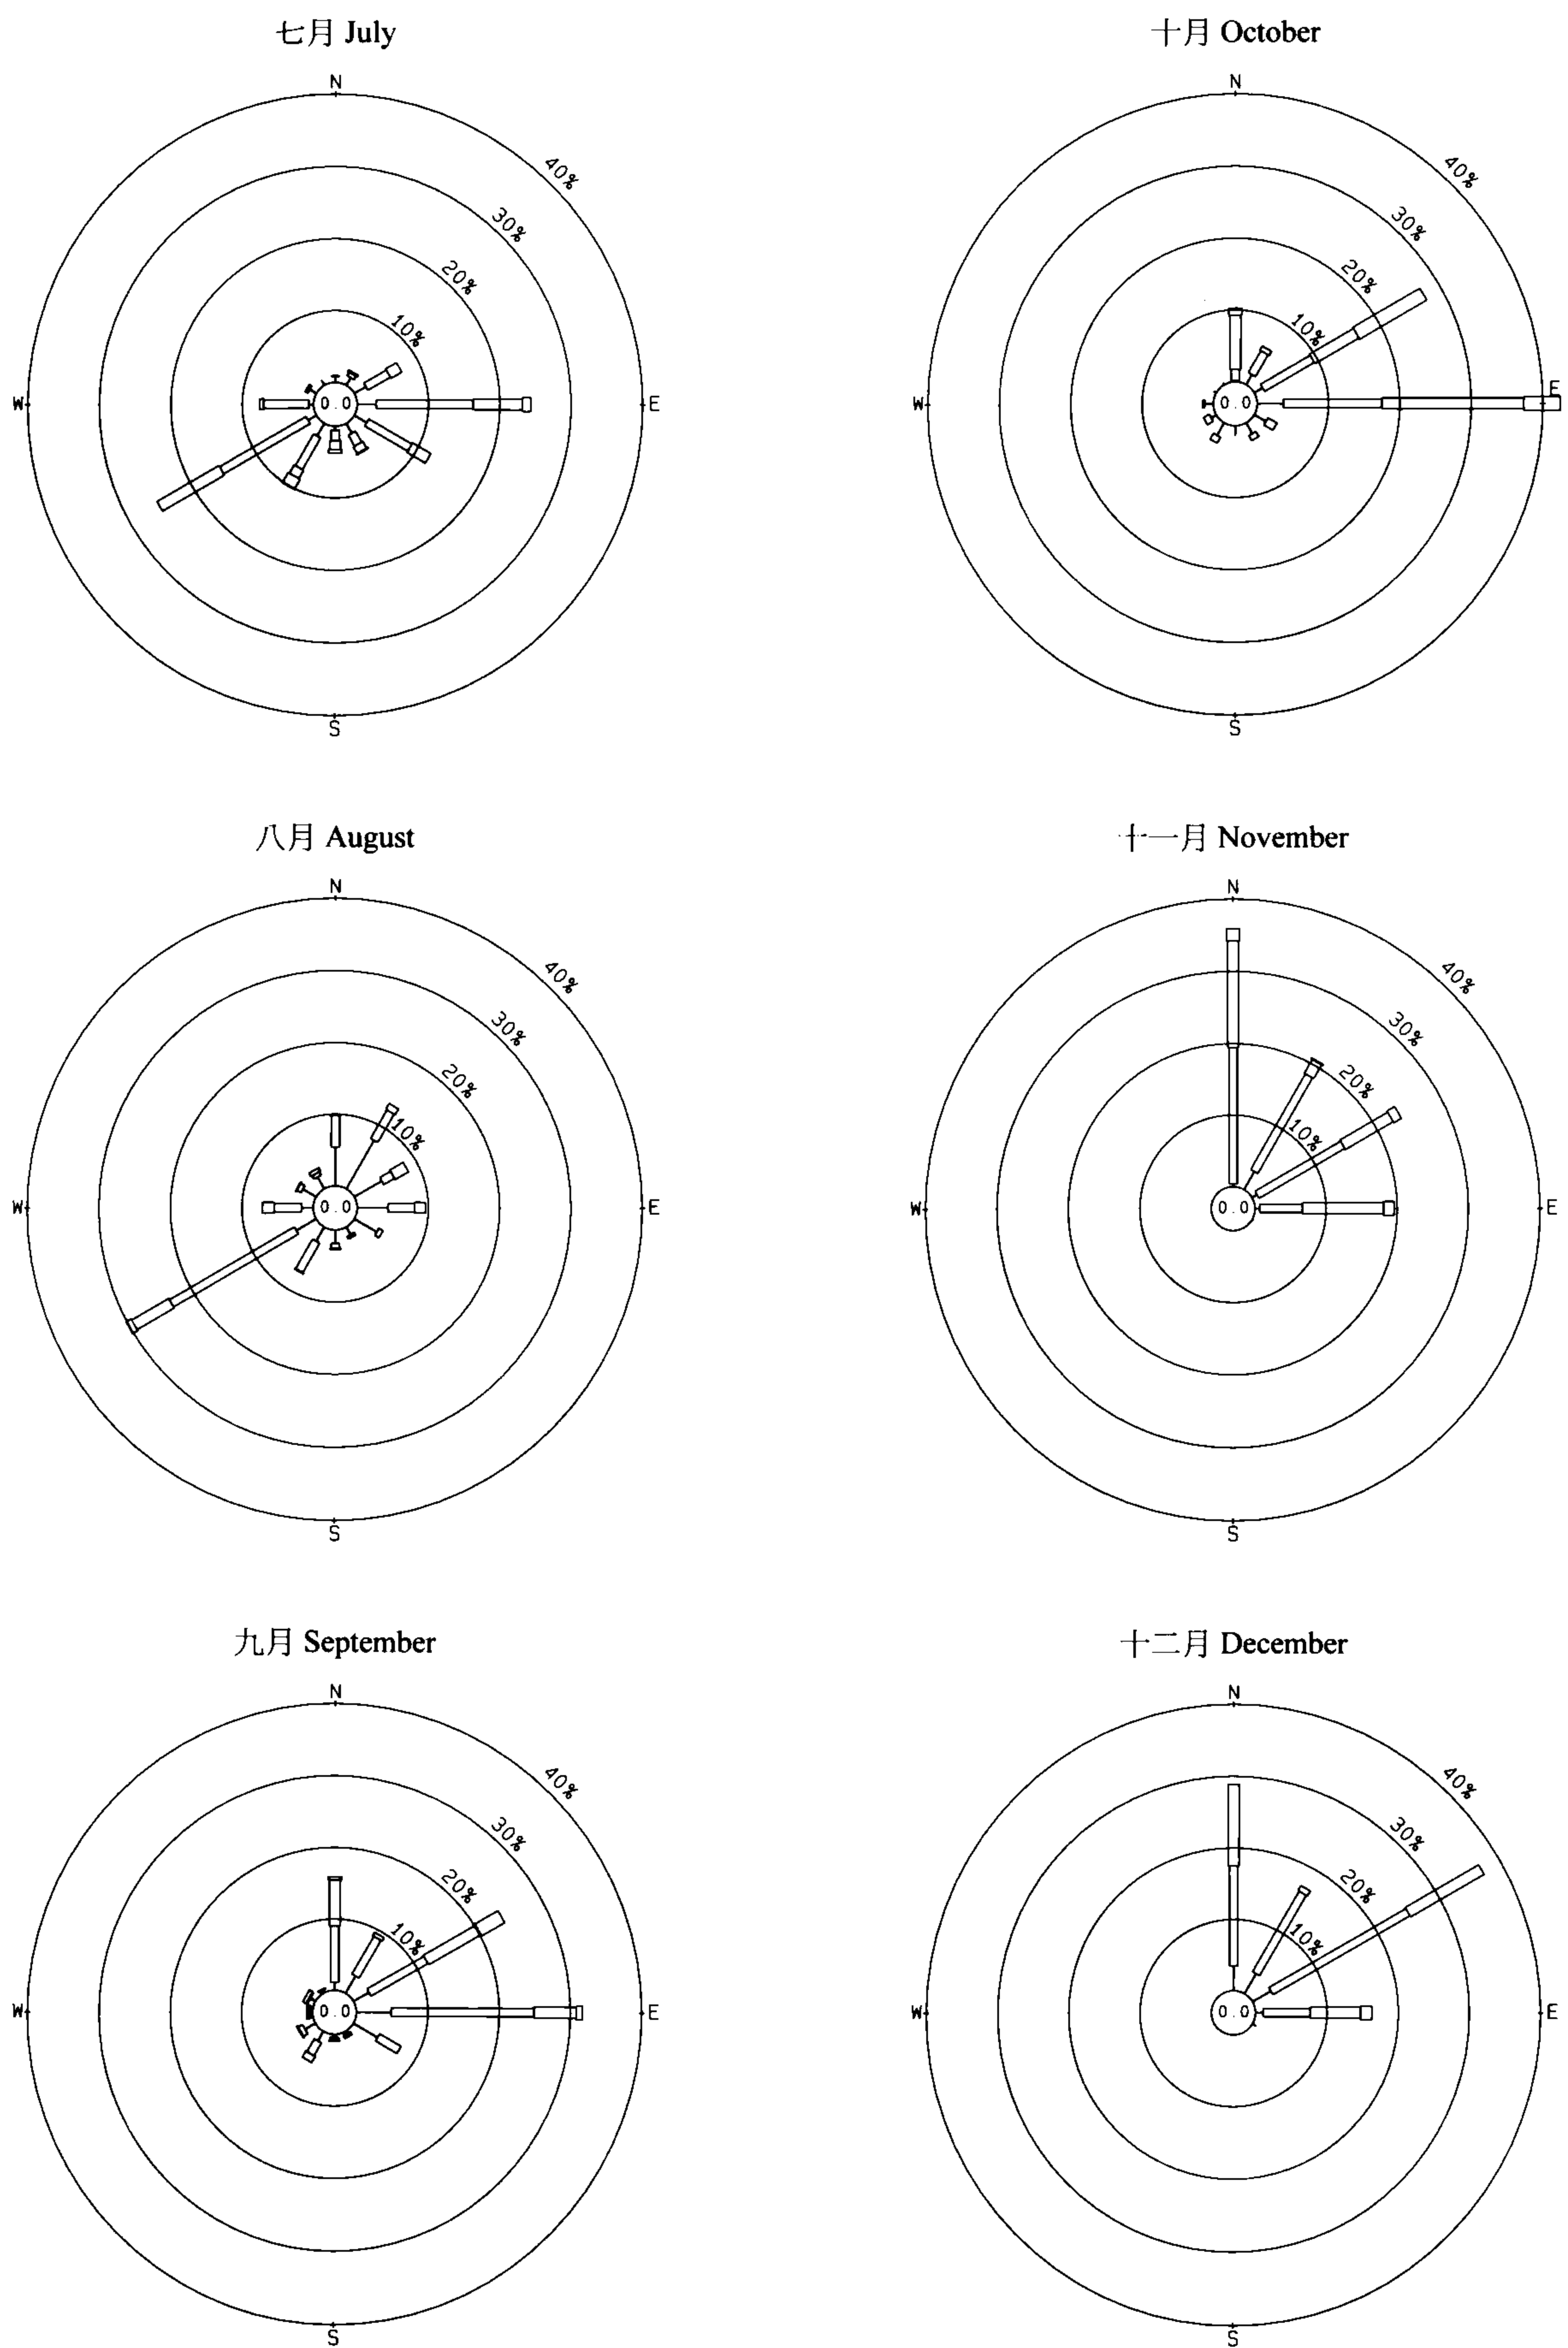 七月 July
N
40%
30%
20%
10%
W
0.0
E
S
十月 October
N
40%
30%
20%
10%
W
0.0
E
S
八月 August
N
40%
30%
20%
10%
W
0.0
E
S
十一月 November
N
40%
30%
20%
10%
W
0.0
E
S
九月 September
N
40%
30%
20%
10%
W
0.0
E
S
十二月 December
N
40%
30%
20%
10%
W
0.0
E
S